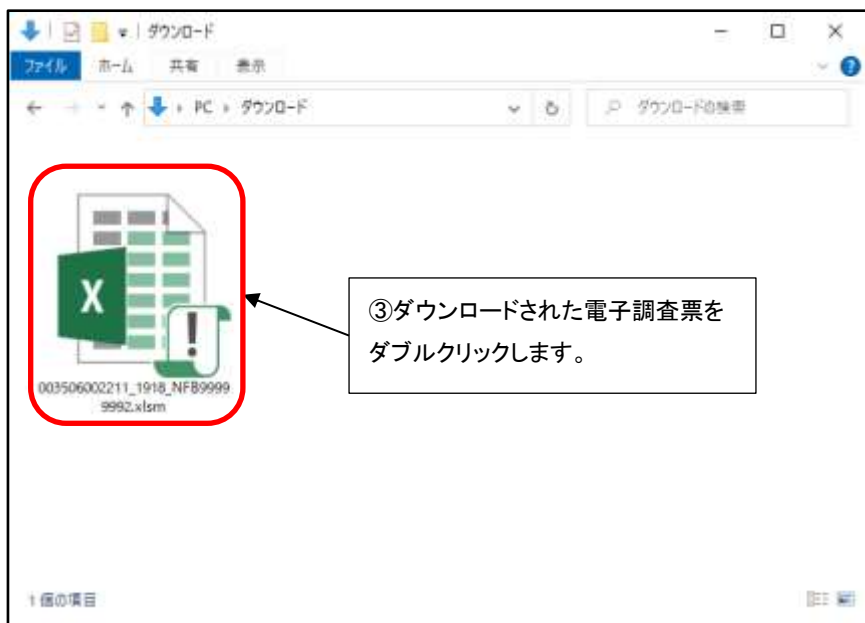 ダウンロード
ファイル ホーム 共有 表示
PC › ダウンロード ダウンロードの検索
X
003506002211_1918_NFB9999
9992.xlsm
③ダウンロードされた電子調査票を
ダブルクリックします。
1 個の項目